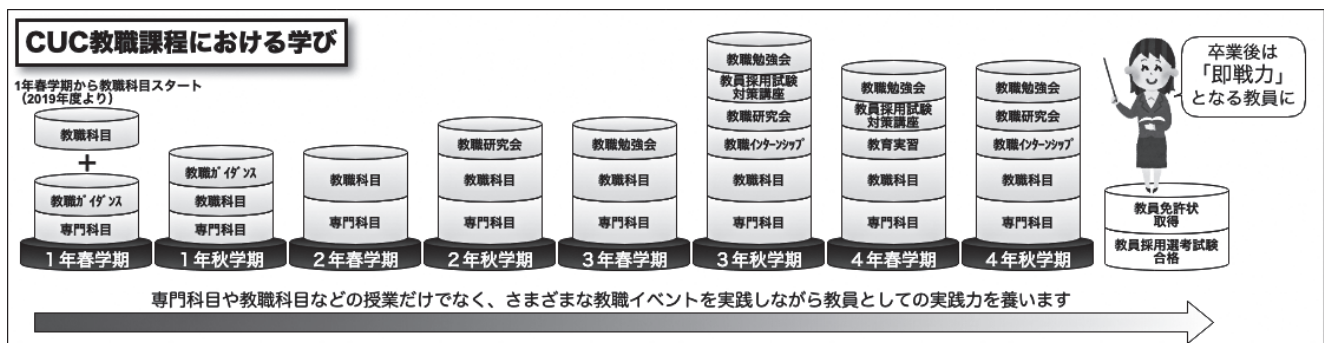 CUC教職課程における学び
1年春学期から教職科目スタート
（2019年度より）
教職科目
+
教職ガイダンス
専門科目
1年春学期
教職ガイダンス
教職科目
専門科目
1年秋学期
教職科目
専門科目
2年春学期
教職研究会
教職科目
専門科目
2年秋学期
教職勉強会
教職科目
専門科目
3年春学期
教職勉強会
教員採用試験
対策講座
教職研究会
教職インターンシップ
教職科目
専門科目
3年秋学期
教職勉強会
教員採用試験
対策講座
教育実習
教職科目
専門科目
4年春学期
教職勉強会
教職研究会
教職インターンシップ
教職科目
専門科目
4年秋学期
卒業後は
「即戦力」
となる教員に
教員免許状
取得
教員採用選考試験
合格
専門科目や教職科目などの授業だけでなく、さまざまな教職イベントを実践しながら教員としての実践力を養います